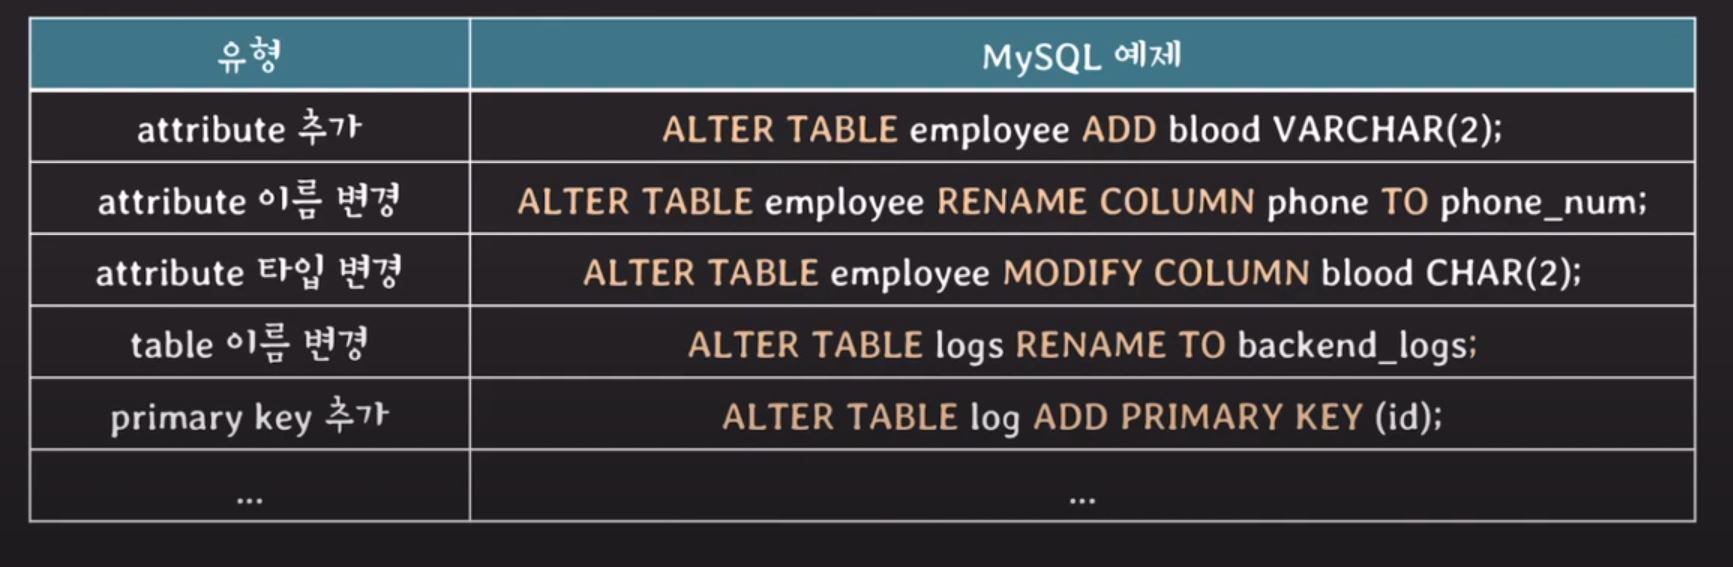 유형 MySQL 예제
attribute 추가 ALTER TABLE employee ADD blood VARCHAR(2);
attribute 이름 변경 ALTER TABLE employee RENAME COLUMN phone TO phone_num;
attribute 타입 변경 ALTER TABLE employee MODIFY COLUMN blood CHAR(2);
table 이름 변경 ALTER TABLE logs RENAME TO backend_logs;
primary key 추가 ALTER TABLE log ADD PRIMARY KEY (id);
... ...